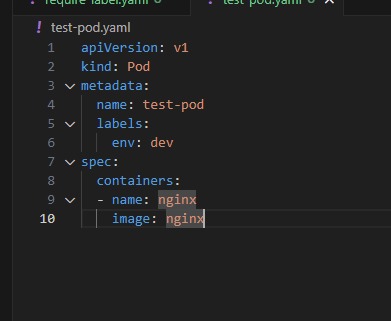 require-label.yaml test-pod.yaml
! test-pod.yaml
1 apiVersion: v1
2 kind: Pod
3 metadata:
4 name: test-pod
5 labels:
6 env: dev
7 spec:
8 containers:
9 - name: nginx
10 image: nginx